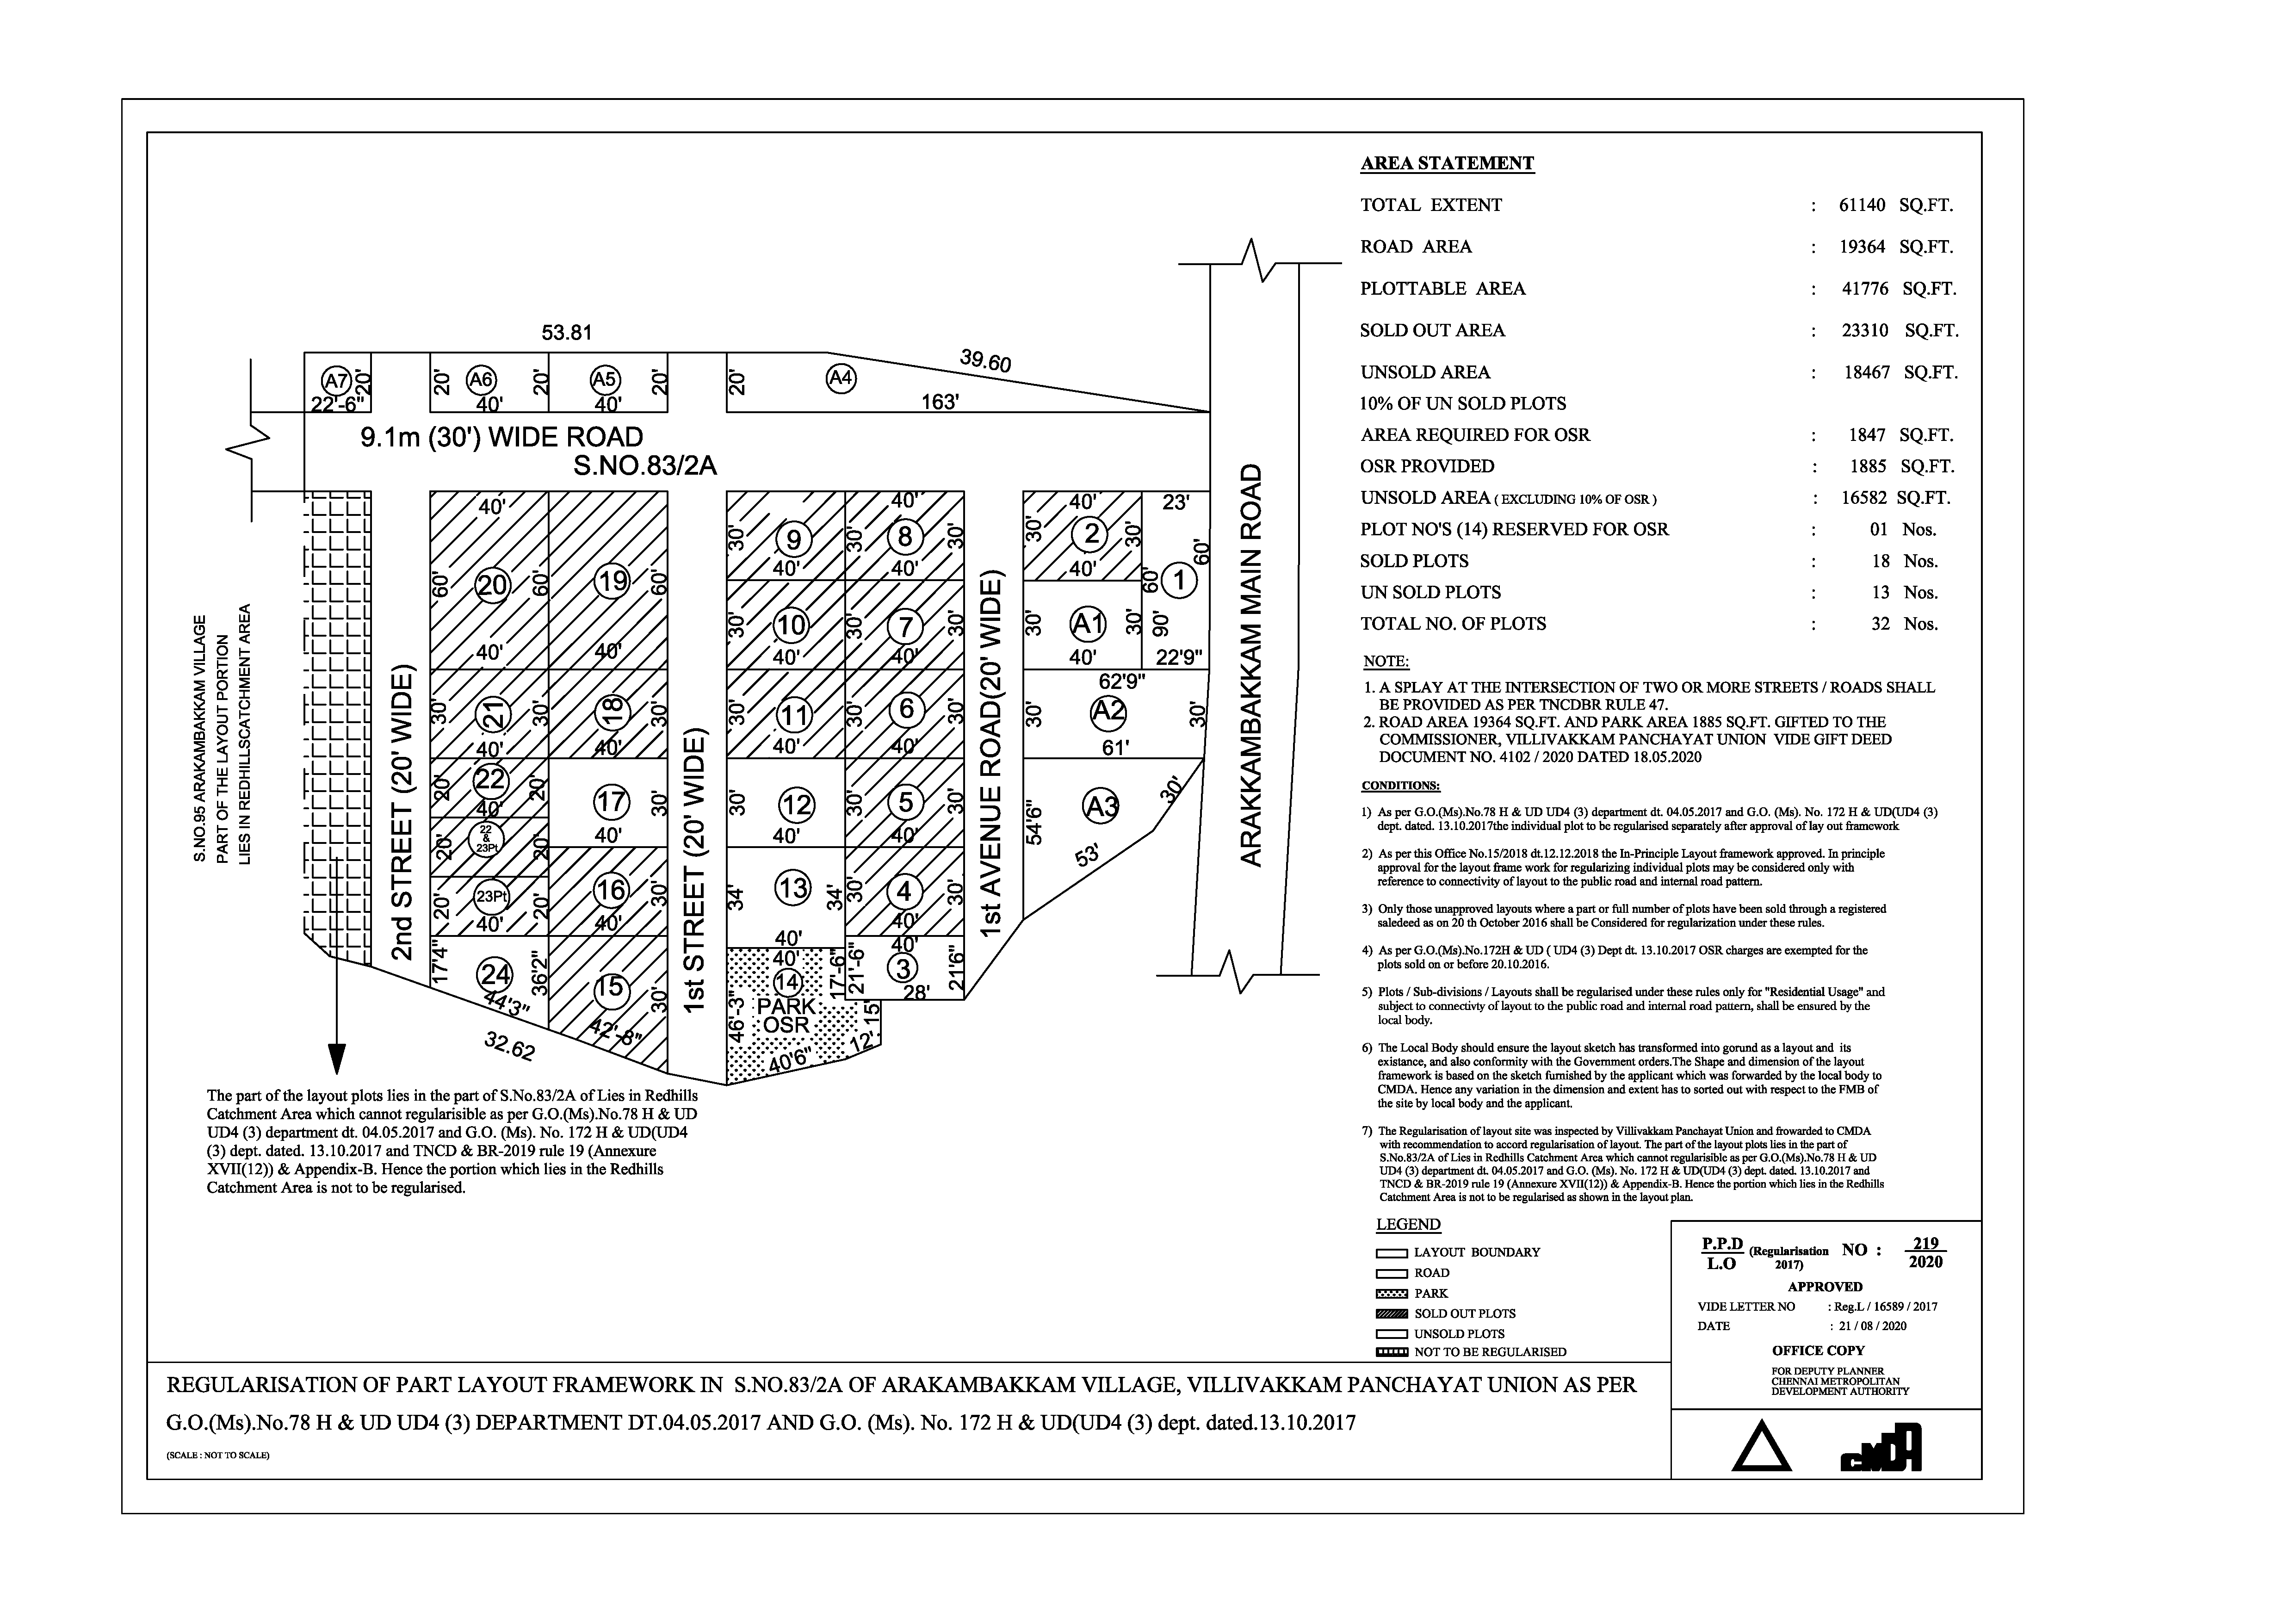 AREA STATEMENT
TOTAL EXTENT : 61140 SQ.FT.
ROAD AREA : 19364 SQ.FT.
PLOTTABLE AREA : 41776 SQ.FT.
SOLD OUT AREA : 23310 SQ.FT.
UNSOLD AREA : 18467 SQ.FT.
10% OF UN SOLD PLOTS
AREA REQUIRED FOR OSR : 1847 SQ.FT.
OSR PROVIDED : 1885 SQ.FT.
UNSOLD AREA ( EXCLUDING 10% OF OSR ) : 16582 SQ.FT.
PLOT NO'S (14) RESERVED FOR OSR : 01 Nos.
SOLD PLOTS : 18 Nos.
UN SOLD PLOTS : 13 Nos.
TOTAL NO. OF PLOTS : 32 Nos.
NOTE:
1. A SPLAY AT THE INTERSECTION OF TWO OR MORE STREETS / ROADS SHALL
BE PROVIDED AS PER TNCDBR RULE 47.
2. ROAD AREA 19364 SQ.FT. AND PARK AREA 1885 SQ.FT. GIFTED TO THE
COMMISSIONER, VILLIVAKKAM PANCHAYAT UNION VIDE GIFT DEED
DOCUMENT NO. 4102 / 2020 DATED 18.05.2020
CONDITIONS:
1) As per G.O.(Ms).No.78 H & UD UD4 (3) department dt. 04.05.2017 and G.O. (Ms). No. 172 H & UD(UD4 (3)
dept. dated. 13.10.2017the individual plot to be regularised separately after approval of lay out framework
2) As per this Office No.15/2018 dt.12.12.2018 the In-Principle Layout framework approved. In principle
approval for the layout frame work for regularizing individual plots may be considered only with
reference to connectivity of layout to the public road and internal road pattern.
3) Only those unapproved layouts where a part or full number of plots have been sold through a registered
saledeed as on 20 th October 2016 shall be Considered for regularization under these rules.
4) As per G.O.(Ms).No.172H & UD ( UD4 (3) Dept dt. 13.10.2017 OSR charges are exempted for the
plots sold on or before 20.10.2016.
5) Plots / Sub-divisions / Layouts shall be regularised under these rules only for "Residential Usage" and
subject to connectivty of layout to the public road and internal road pattern, shall be ensured by the
local body.
6) The Local Body should ensure the layout sketch has transformed into gorund as a layout and its
existance, and also conformity with the Government orders.The Shape and dimension of the layout
framework is based on the sketch furnished by the applicant which was forwarded by the local body to
CMDA. Hence any variation in the dimension and extent has to sorted out with respect to the FMB of
the site by local body and the applicant.
7) The Regularisation of layout site was inspected by Villivakkam Panchayat Union and frowarded to CMDA
with recommendation to accord regularisation of layout. The part of the layout plots lies in the part of
S.No.83/2A of Lies in Redhills Catchment Area which cannot regularisible as per G.O.(Ms).No.78 H & UD
UD4 (3) department dt. 04.05.2017 and G.O. (Ms). No. 172 H & UD(UD4 (3) dept. dated. 13.10.2017 and
TNCD & BR-2019 rule 19 (Annexure XVII(12)) & Appendix-B. Hence the portion which lies in the Redhills
Catchment Area is not to be regularised as shown in the layout plan.
LEGEND
LAYOUT BOUNDARY
ROAD
PARK
SOLD OUT PLOTS
UNSOLD PLOTS
NOT TO BE REGULARISED
53.81
39.60
A7 20' 20' A6 20' A5 20' 20' A4
22'-6" 40' 40' 163'
9.1m (30') WIDE ROAD
S.NO.83/2A
40' 40' 40' 23'
30' 9 30' 8 30' 30' 2 30'
40' 40' 40' 60'
60' 20 60' 19 60' 60' 1
30' 10 30' 7 30' 30' A1 30' 90'
40' 40' 40' 40' 40' 22'9"
62'9"
30' 21 30' 18 30' 30' 11 30' 6 30' 30' A2 30'
40' 40' 40' 40' 61'
20' 22 20' 17 30' 30' 12 30' 5 30' 54'6" A3 30'
40' 40' 40' 40' 53'
20' 22 & 23Pt 20'
20' 23Pt 20' 16 30' 34' 13 34' 30' 4 30'
40' 40' 40' 40'
17'4" 24 36'2" 15 30' 21'-6" 3 21'6"
44'3" 42'-8" 28'
40' 17'-6"
46'-3" 14 15'
PARK
OSR
40'6" 12'
32.62
2nd STREET (20' WIDE)
1st STREET (20' WIDE)
1st AVENUE ROAD(20' WIDE)
ARAKKAMBAKKAM MAIN ROAD
S.NO.95 ARAKAMBAKKAM VILLAGE
PART OF THE LAYOUT PORTION
LIES IN REDHILLSCATCHMENT AREA
The part of the layout plots lies in the part of S.No.83/2A of Lies in Redhills
Catchment Area which cannot regularisible as per G.O.(Ms).No.78 H & UD
UD4 (3) department dt. 04.05.2017 and G.O. (Ms). No. 172 H & UD(UD4
(3) dept. dated. 13.10.2017 and TNCD & BR-2019 rule 19 (Annexure
XVII(12)) & Appendix-B. Hence the portion which lies in the Redhills
Catchment Area is not to be regularised.
REGULARISATION OF PART LAYOUT FRAMEWORK IN S.NO.83/2A OF ARAKAMBAKKAM VILLAGE, VILLIVAKKAM PANCHAYAT UNION AS PER
G.O.(Ms).No.78 H & UD UD4 (3) DEPARTMENT DT.04.05.2017 AND G.O. (Ms). No. 172 H & UD(UD4 (3) dept. dated.13.10.2017
(SCALE : NOT TO SCALE)
P.P.D / L.O (Regularisation 2017) NO : 219 / 2020
APPROVED
VIDE LETTER NO : Reg.L / 16589 / 2017
DATE : 21 / 08 / 2020
OFFICE COPY
FOR DEPUTY PLANNER
CHENNAI METROPOLITAN
DEVELOPMENT AUTHORITY
CMDA